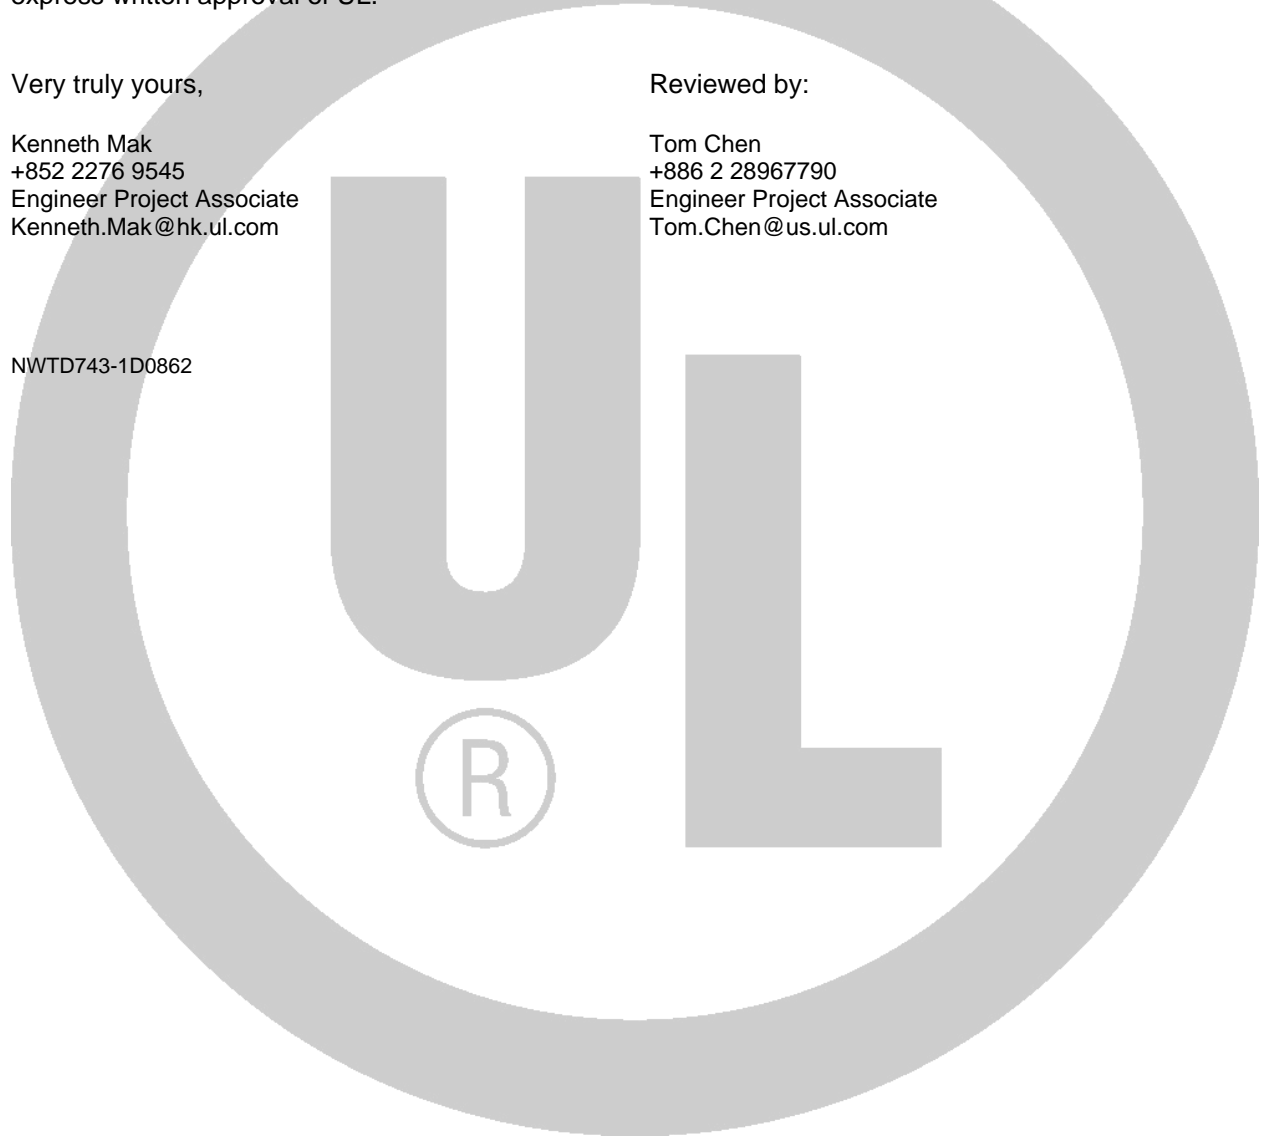 express written approval of UL.
Very truly yours,
Reviewed by:
Kenneth Mak
+852 2276 9545
Engineer Project Associate
Kenneth.Mak@hk.ul.com
Tom Chen
+886 2 28967790
Engineer Project Associate
Tom.Chen@us.ul.com
NWTD743-1D0862
UL
®